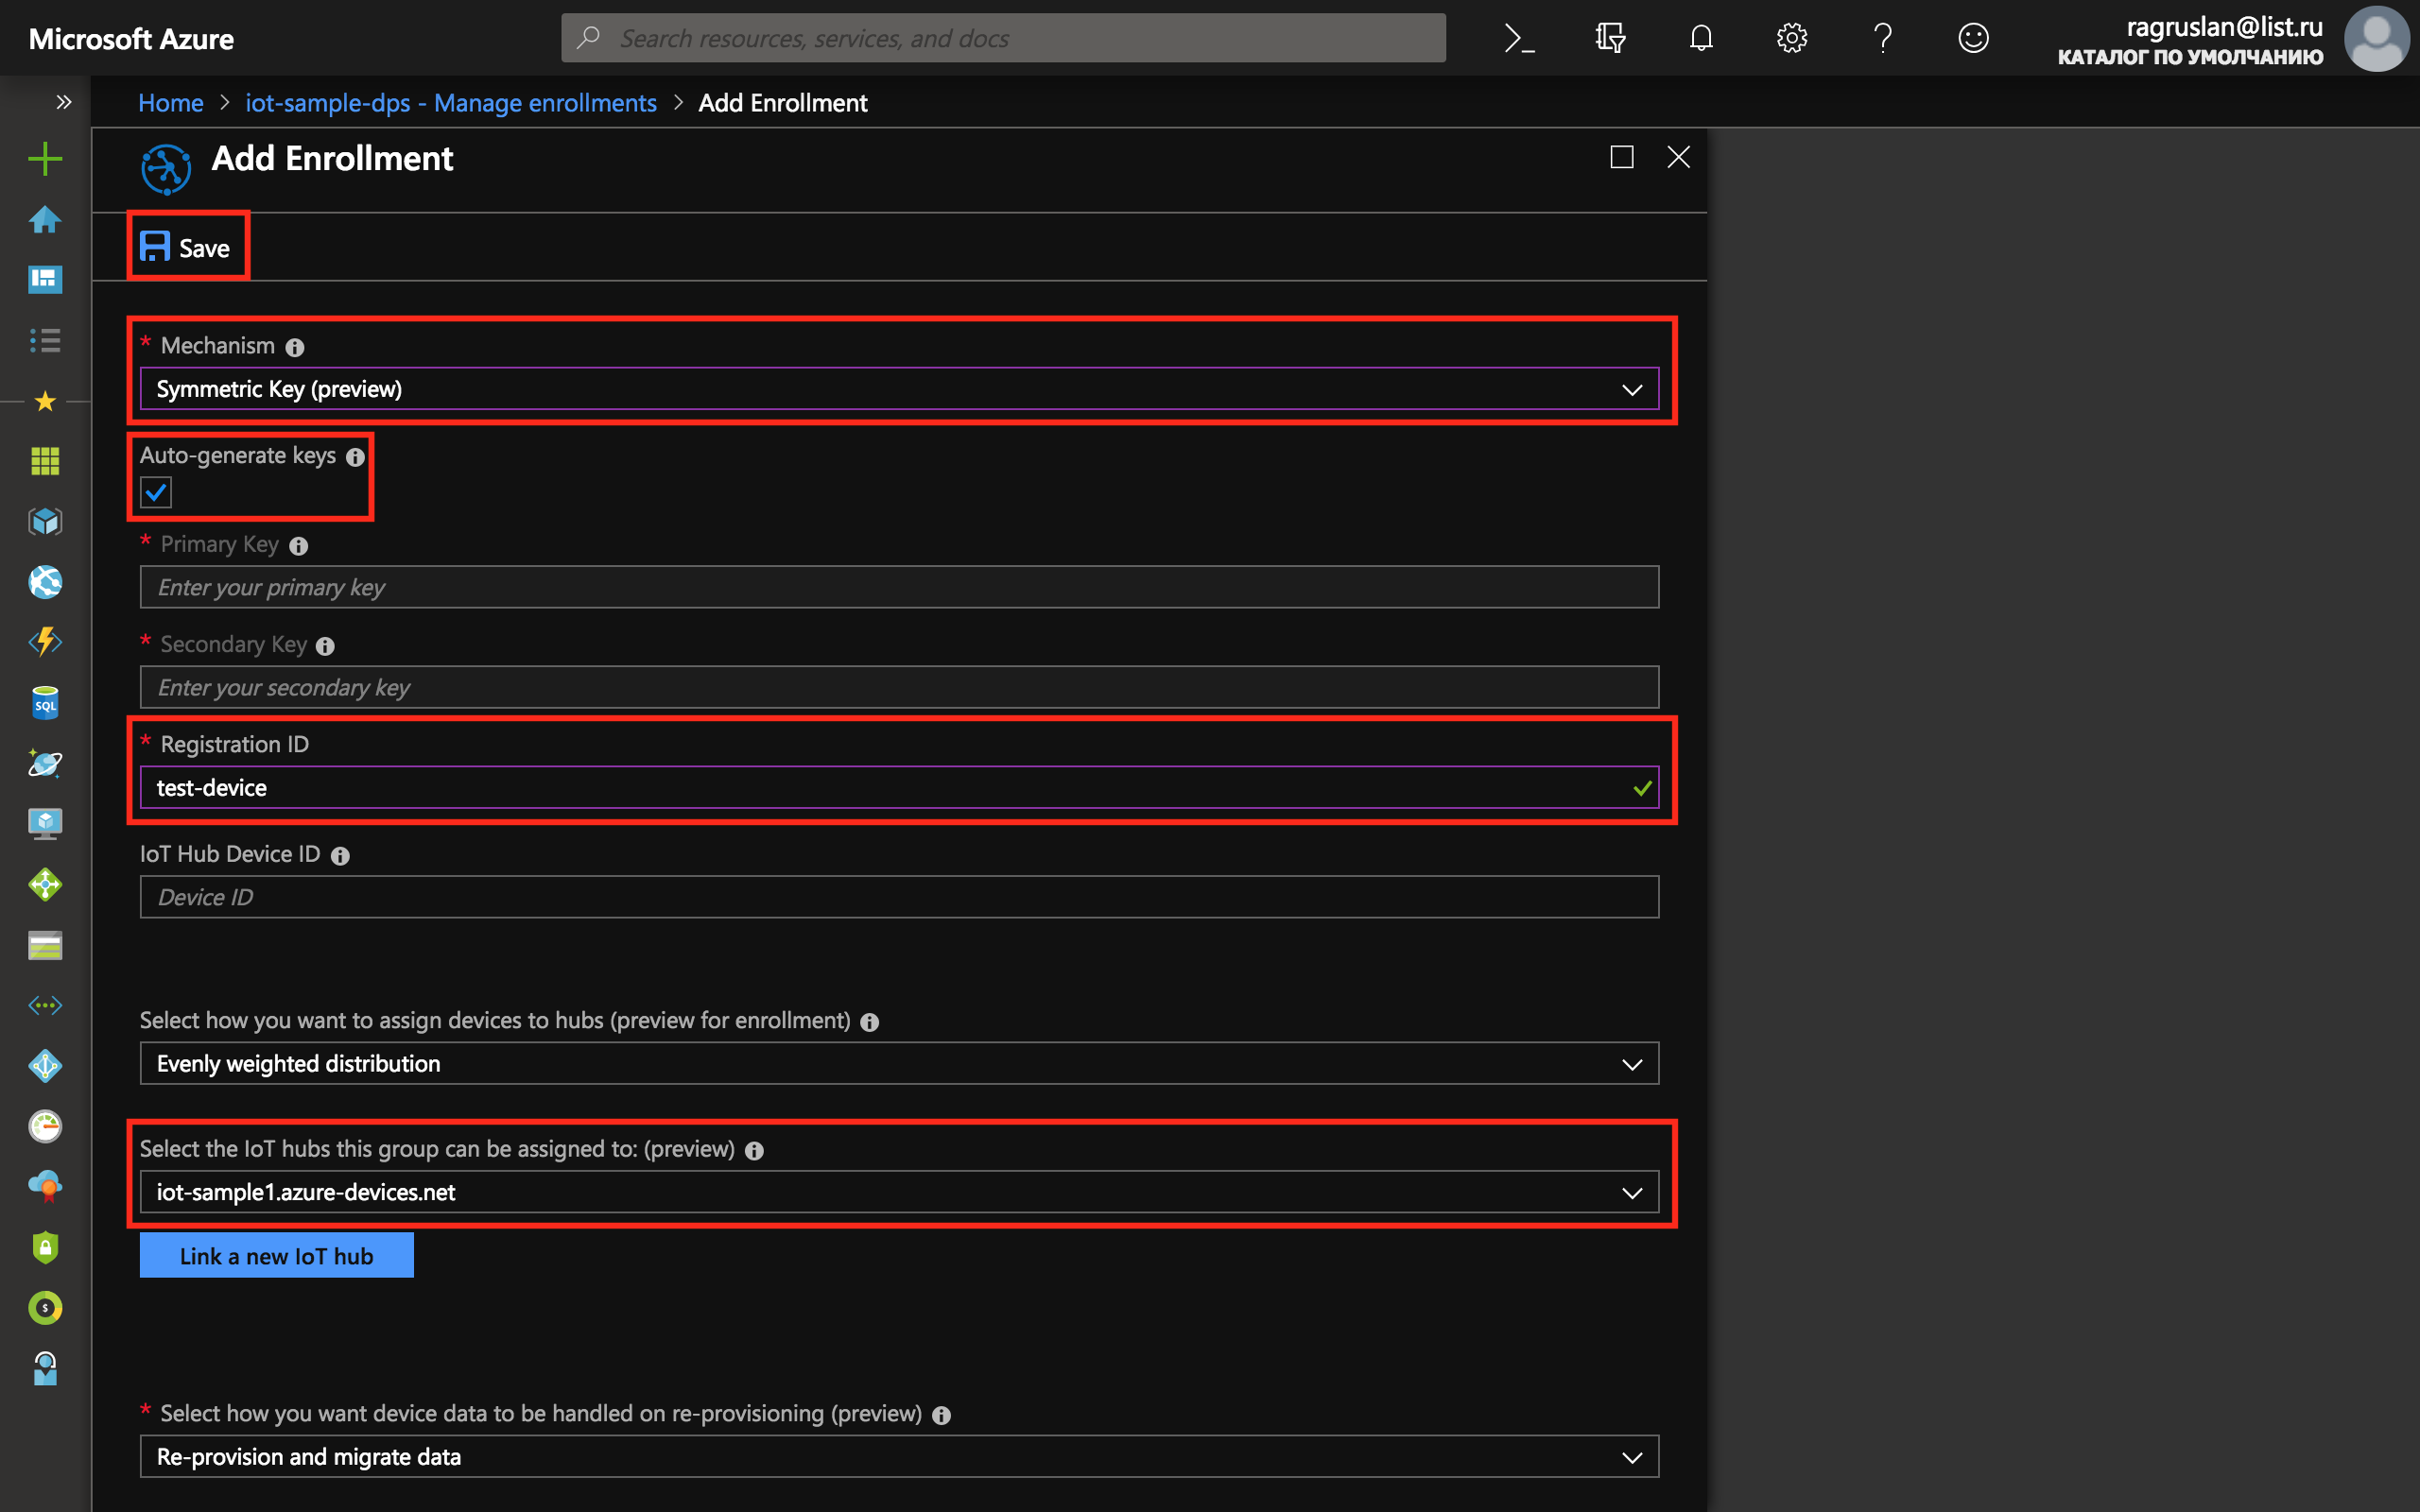 Microsoft Azure
Search resources, services, and docs
ragruslan@list.ru
КАТАЛОГ ПО УМОЛЧАНИЮ
Home > iot-sample-dps - Manage enrollments > Add Enrollment
Add Enrollment
Save
* Mechanism
Symmetric Key (preview)
Auto-generate keys
* Primary Key
Enter your primary key
* Secondary Key
Enter your secondary key
* Registration ID
test-device
IoT Hub Device ID
Device ID
Select how you want to assign devices to hubs (preview for enrollment)
Evenly weighted distribution
Select the IoT hubs this group can be assigned to: (preview)
iot-sample1.azure-devices.net
Link a new IoT hub
* Select how you want device data to be handled on re-provisioning (preview)
Re-provision and migrate data
SQL